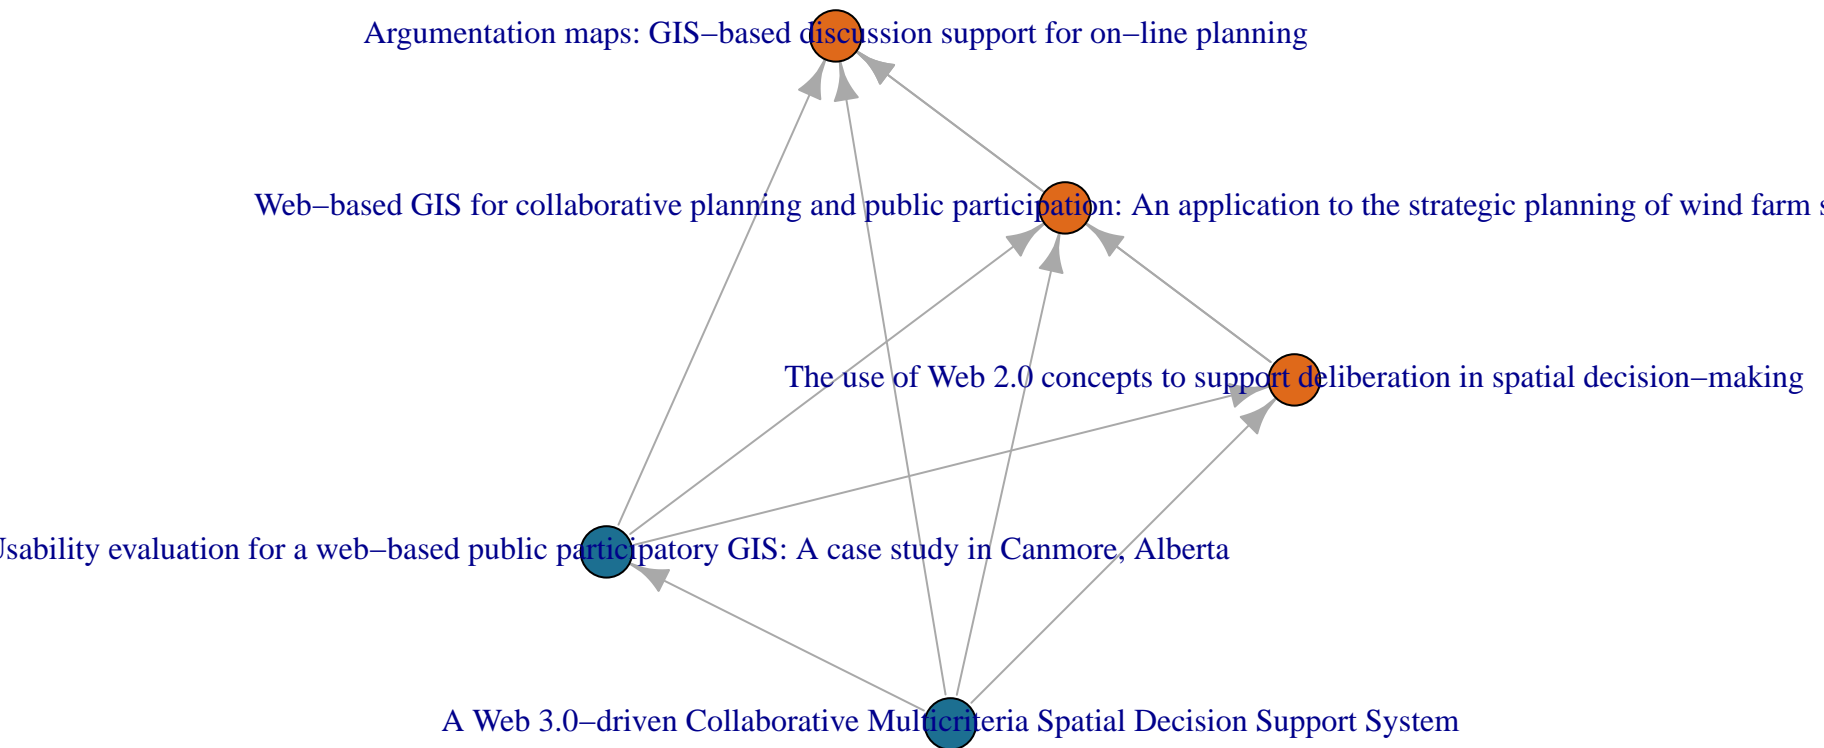 Argumentation maps: GIS−based discussion support for on−line planning
Web−based GIS for collaborative planning and public participation: An application to the strategic planning of wind farm
The use of Web 2.0 concepts to support deliberation in spatial decision−making
Usability evaluation for a web−based public participatory GIS: A case study in Canmore, Alberta
A Web 3.0−driven Collaborative Multicriteria Spatial Decision Support System